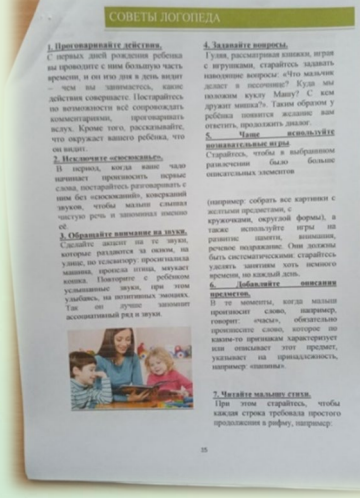 СОВЕТЫ ЛОГОПЕДА
1. Проговаривайте действия.
С первых дней рождения ребенка
вы проводите с ним большую часть
времени, и он изо дня в день видит
– чем вы занимаетесь, какие
действия совершаете. Постарайтесь
по возможности всё сопровождать
комментариями, проговаривать
вслух. Кроме того, рассказывайте,
что окружает вашего ребёнка, что
он видит.
2. Исключите «сюсюканье».
В период, когда ваше чадо
начинает произносить первые
слова, постарайтесь разговаривать с
ним без «сюсюканий», коверканий
звуков, чтобы малыш слышал
чистую речь и запоминал именно
её.
3. Обращайте внимание на звуки.
Сделайте акцент на те звуки,
которые раздаются за окном, на
улице, по телевизору: просигналила
машина, пропела птица, мяукает
кошка. Повторите с ребёнком
услышанные звуки, при этом
улыбаясь, на позитивных эмоциях.
Так он лучше запомнит
ассоциативный ряд и звуки.
4. Задавайте вопросы.
Гуляя, рассматривая книжки, играя
с игрушками, старайтесь задавать
наводящие вопросы: «Что мальчик
делает в песочнице? Куда мы
положим куклу Машу? С кем
дружит мишка?». Таким образом у
ребёнка появится желание вам
ответить, продолжить диалог.
5. Чаще используйте
познавательные игры.
Старайтесь, чтобы в выбранном
развлечении было больше
описательных элементов
(например: собрать все картинки с
желтыми предметами, с
кружочками, округлой формы), а
также используйте игры на
развитие памяти, внимания,
речевое подражание. Они должны
быть систематическими: старайтесь
уделять занятиям хоть немного
времени, но каждый день.
6. Добавляйте описания
предметов.
В те моменты, когда малыш
произносит слово, например,
говорит: «часы», обязательно
произнесите слово, которое по
каким-то признакам характеризует
или описывает этот предмет,
указывает на принадлежность,
например: «папины».
7. Читайте малышу стихи.
При этом старайтесь, чтобы
каждая строка требовала простого
продолжения в рифму, например:
25